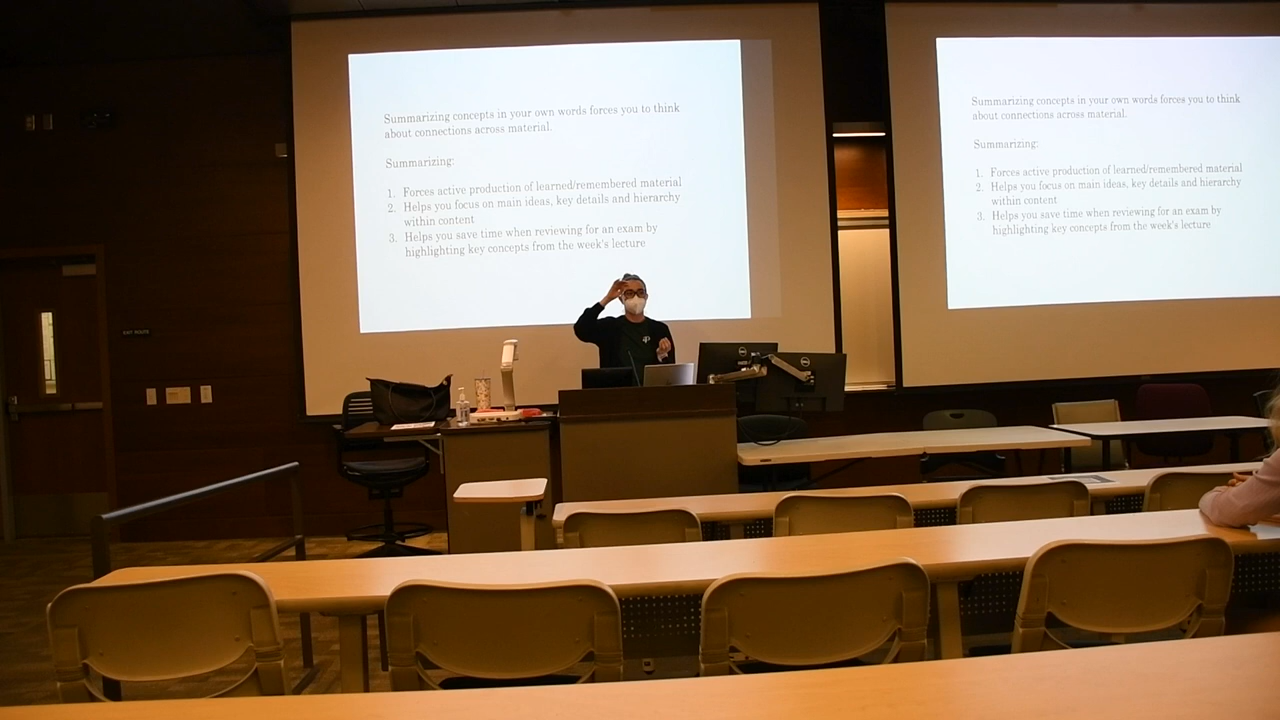 Summarizing concepts in your own words forces you to think
about connections across material.
Summarizing:
1. Forces active production of learned/remembered material
2. Helps you focus on main ideas, key details and hierarchy
within content
3. Helps you save time when reviewing for an exam by
highlighting key concepts from the week's lecture
Summarizing concepts in your own words forces you to think
about connections across material.
Summarizing:
1. Forces active production of learned/remembered material
2. Helps you focus on main ideas, key details and hierarchy
within content
3. Helps you save time when reviewing for an exam by
highlighting key concepts from the week's lecture
EXIT ROUTE
DELL
DELL